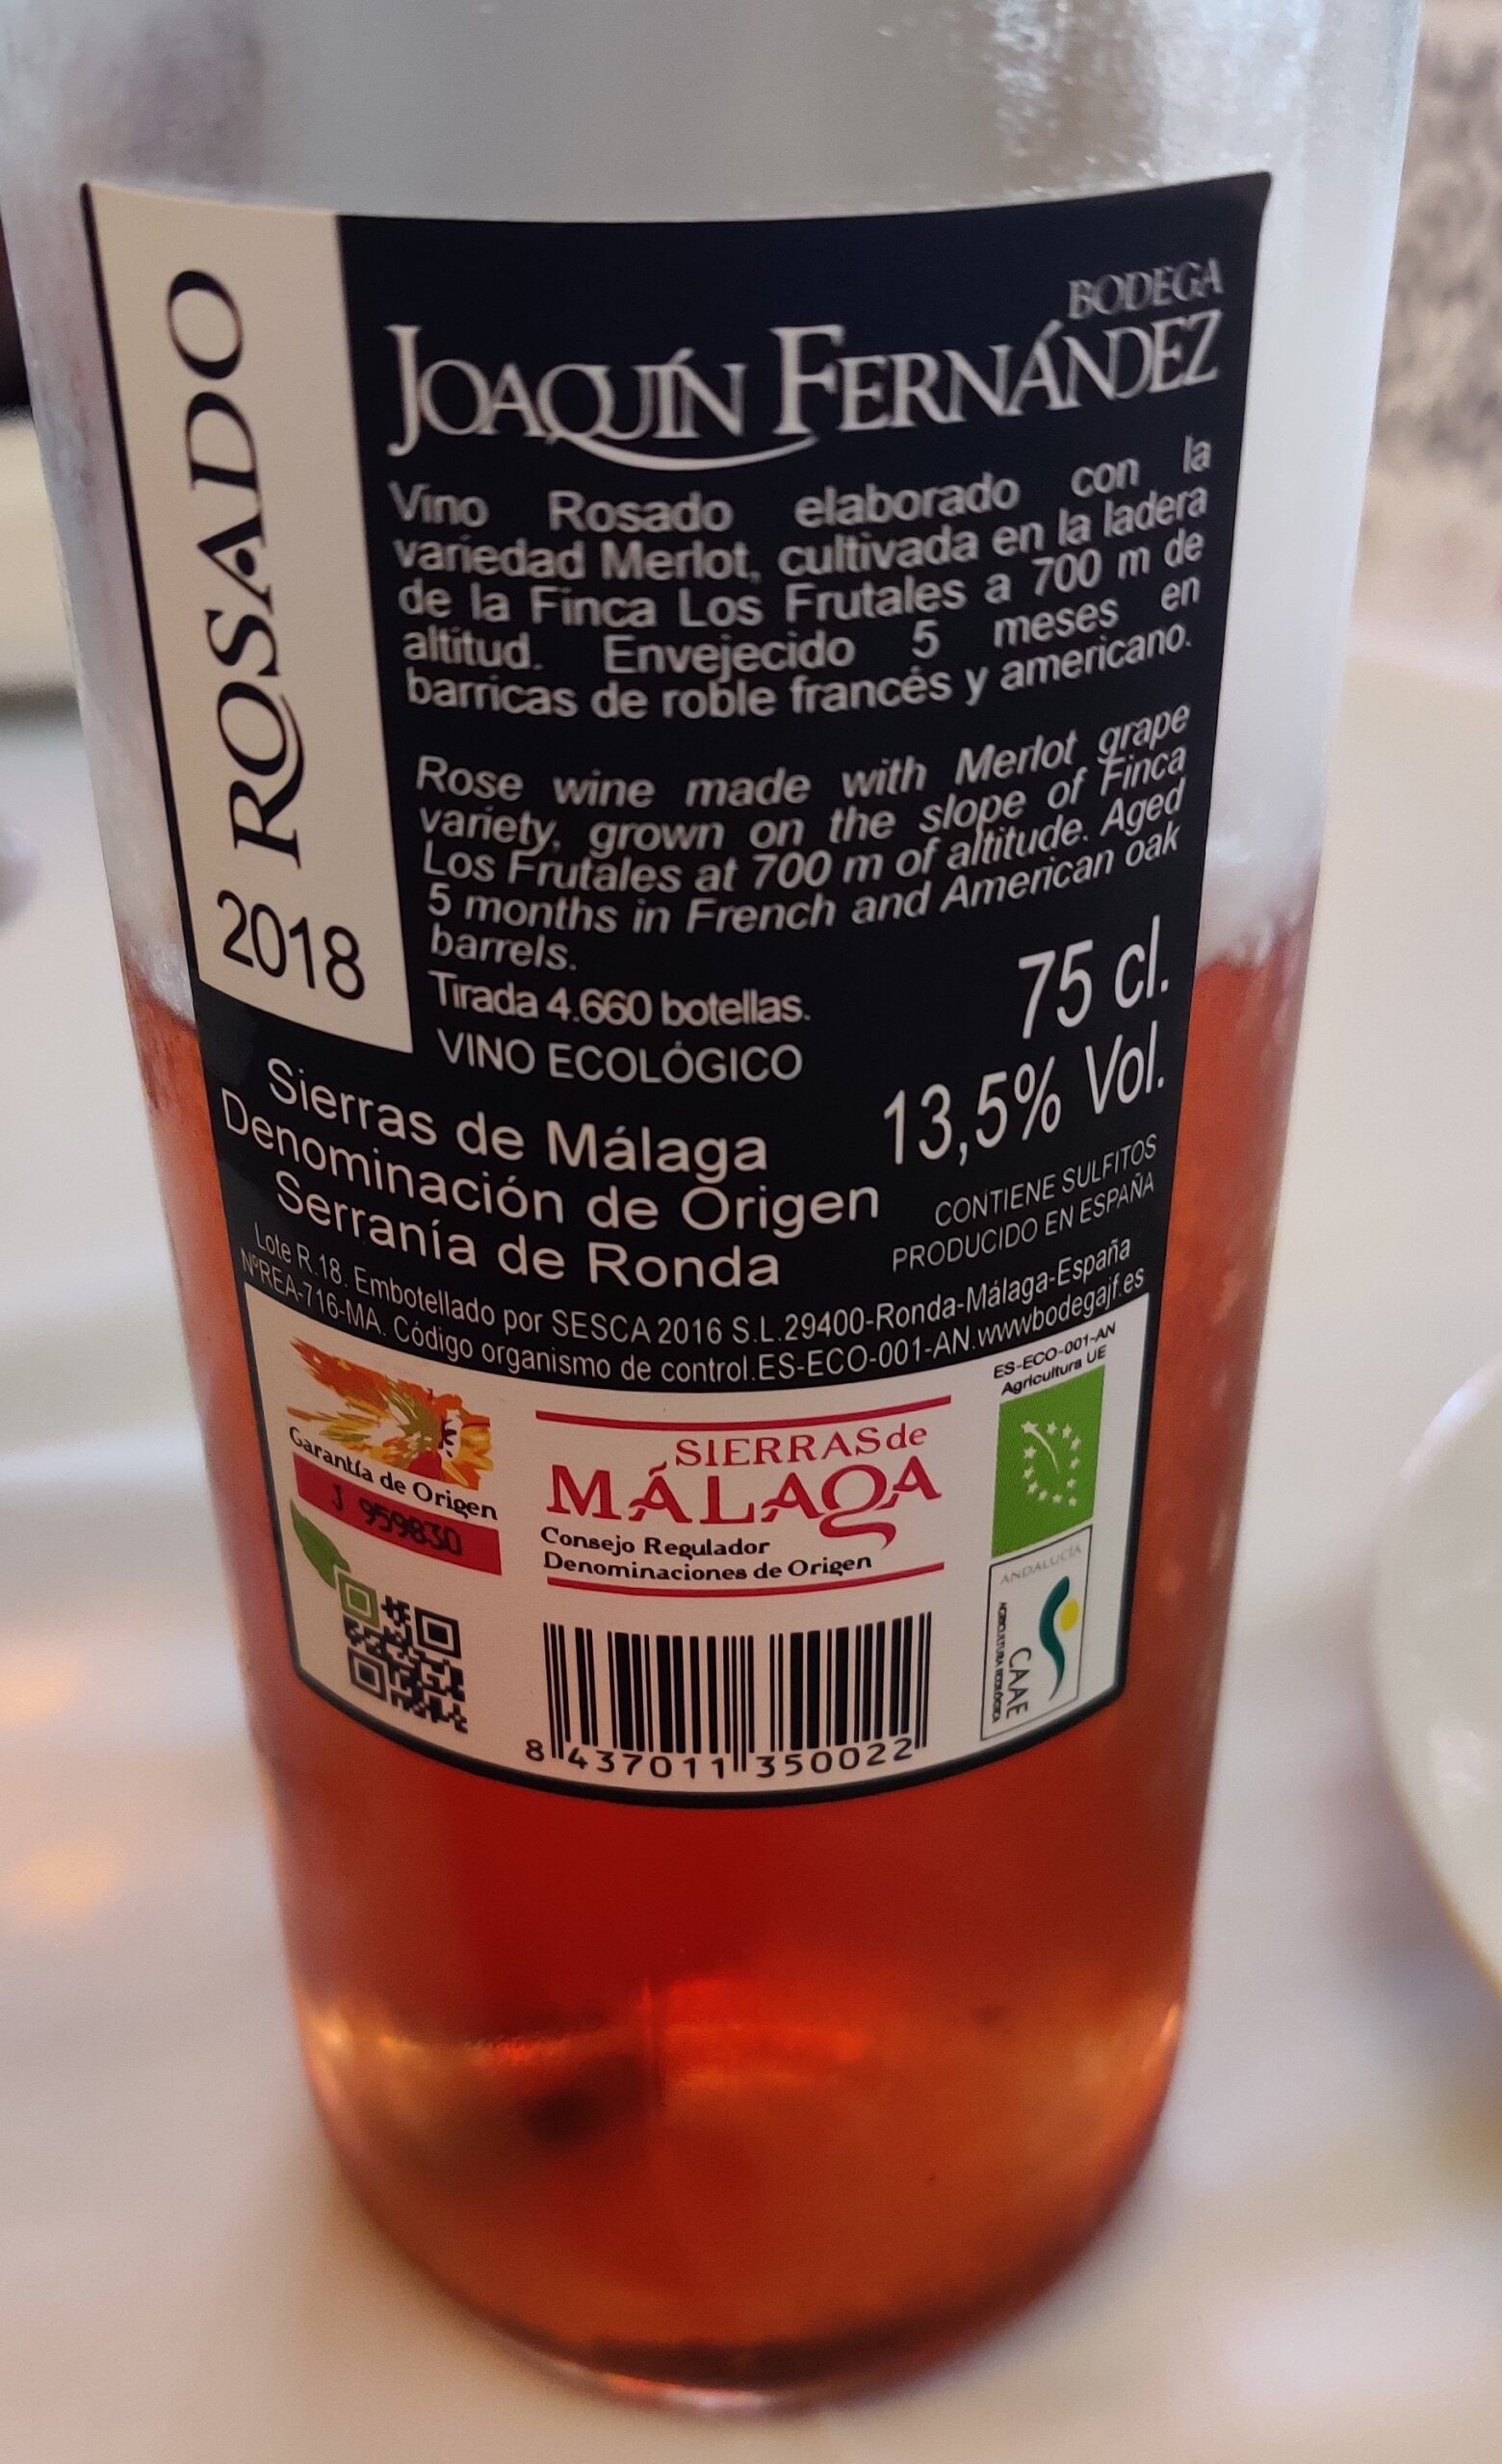 ROSADO
2018
BODEGA
JOAQUÍN FERNÁNDEZ
Vino Rosado elaborado con la
variedad Merlot, cultivada en la ladera
de la Finca Los Frutales a 700 m de
altitud. Envejecido 5 meses en
barricas de roble francés y americano.
Rose wine made with Merlot grape
variety, grown on the slope of Finca
Los Frutales at 700 m of altitude. Aged
5 months in French and American oak
barrels.
Tirada 4.660 botellas.
VINO ECOLÓGICO
75 cl.
13,5% Vol.
Sierras de Málaga
Denominación de Origen
Serranía de Ronda
CONTIENE SULFITOS
PRODUCIDO EN ESPAÑA
Lote R.18. Embotellado por SESCA 2016 S.L.29400-Ronda-Málaga-España
NºREA-716-MA. Código organismo de control.ES-ECO-001-AN.wwwbodegajf.es
Garantía de Origen
J 959830
SIERRAS de
MÁLAGA
Consejo Regulador
Denominaciones de Origen
ES-ECO-001-AN
Agricultura UE
ANDALUCÍA
CAAE
AGRICULTURA ECOLÓGICA
8 437011 350022